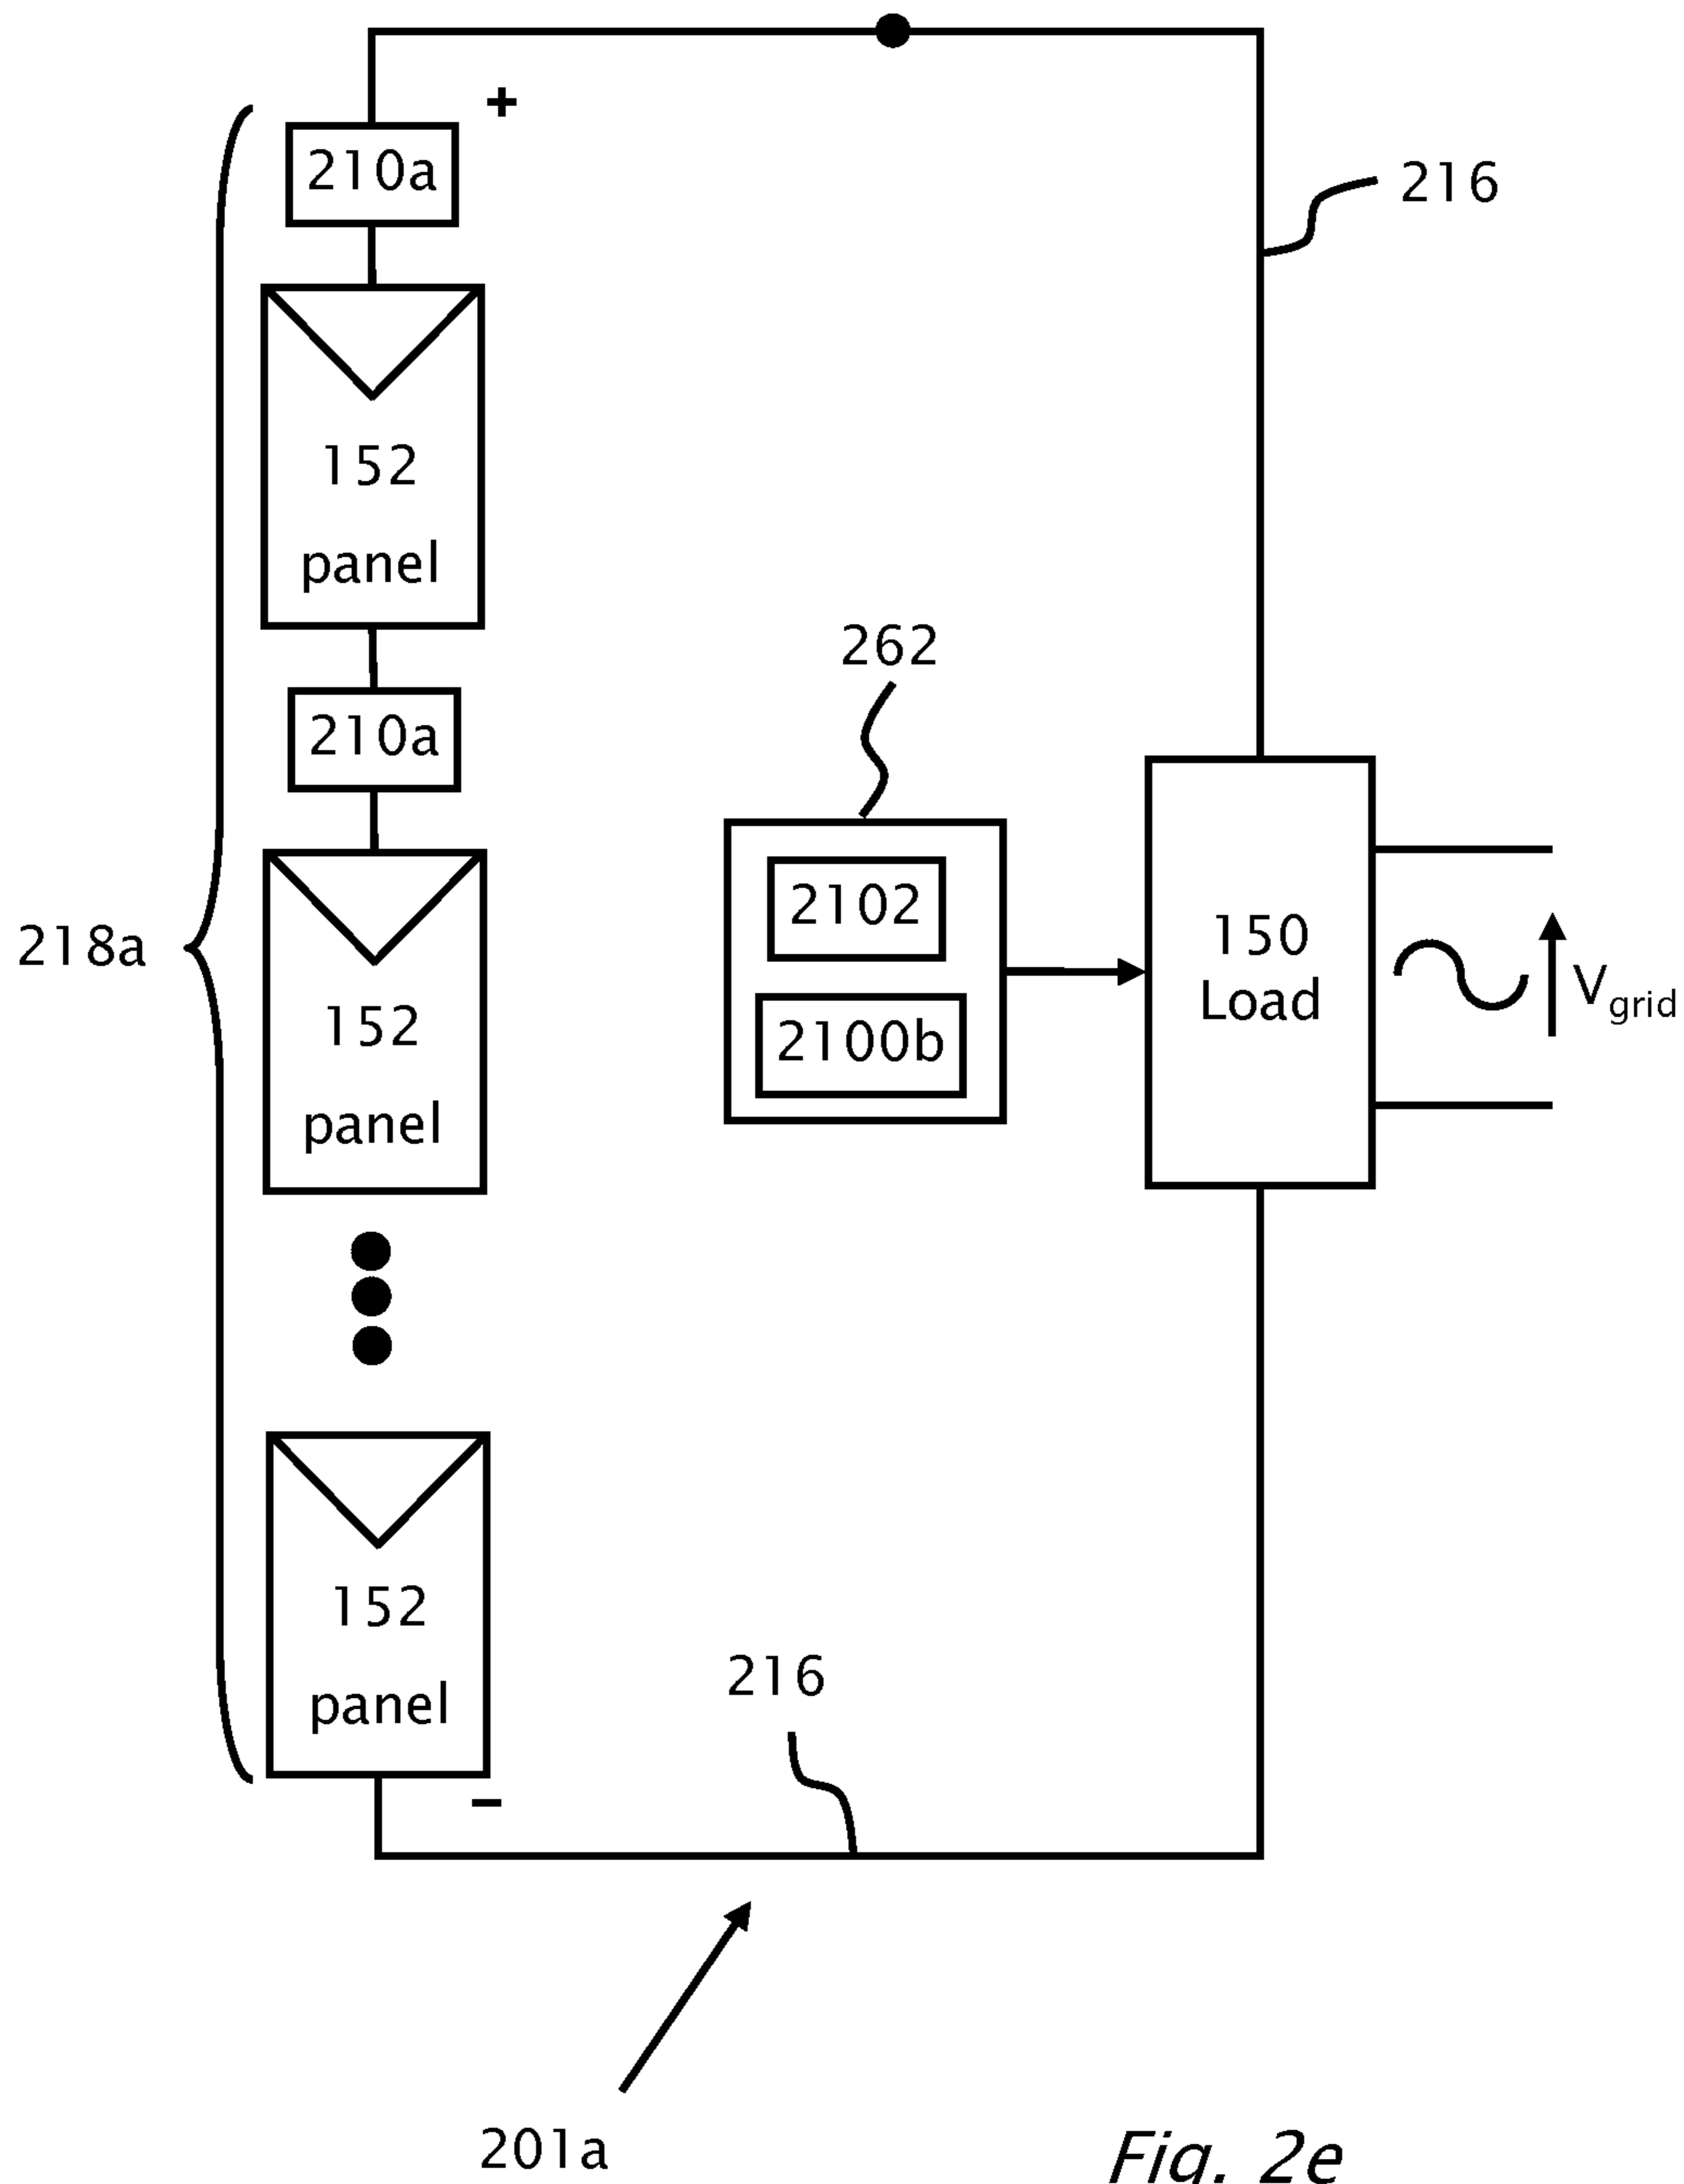 +
210a
216
152
panel
262
210a
2102
218a
150
Load
152
panel
2100b
Vgrid
152
panel
216
−
201a
Fig. 2e